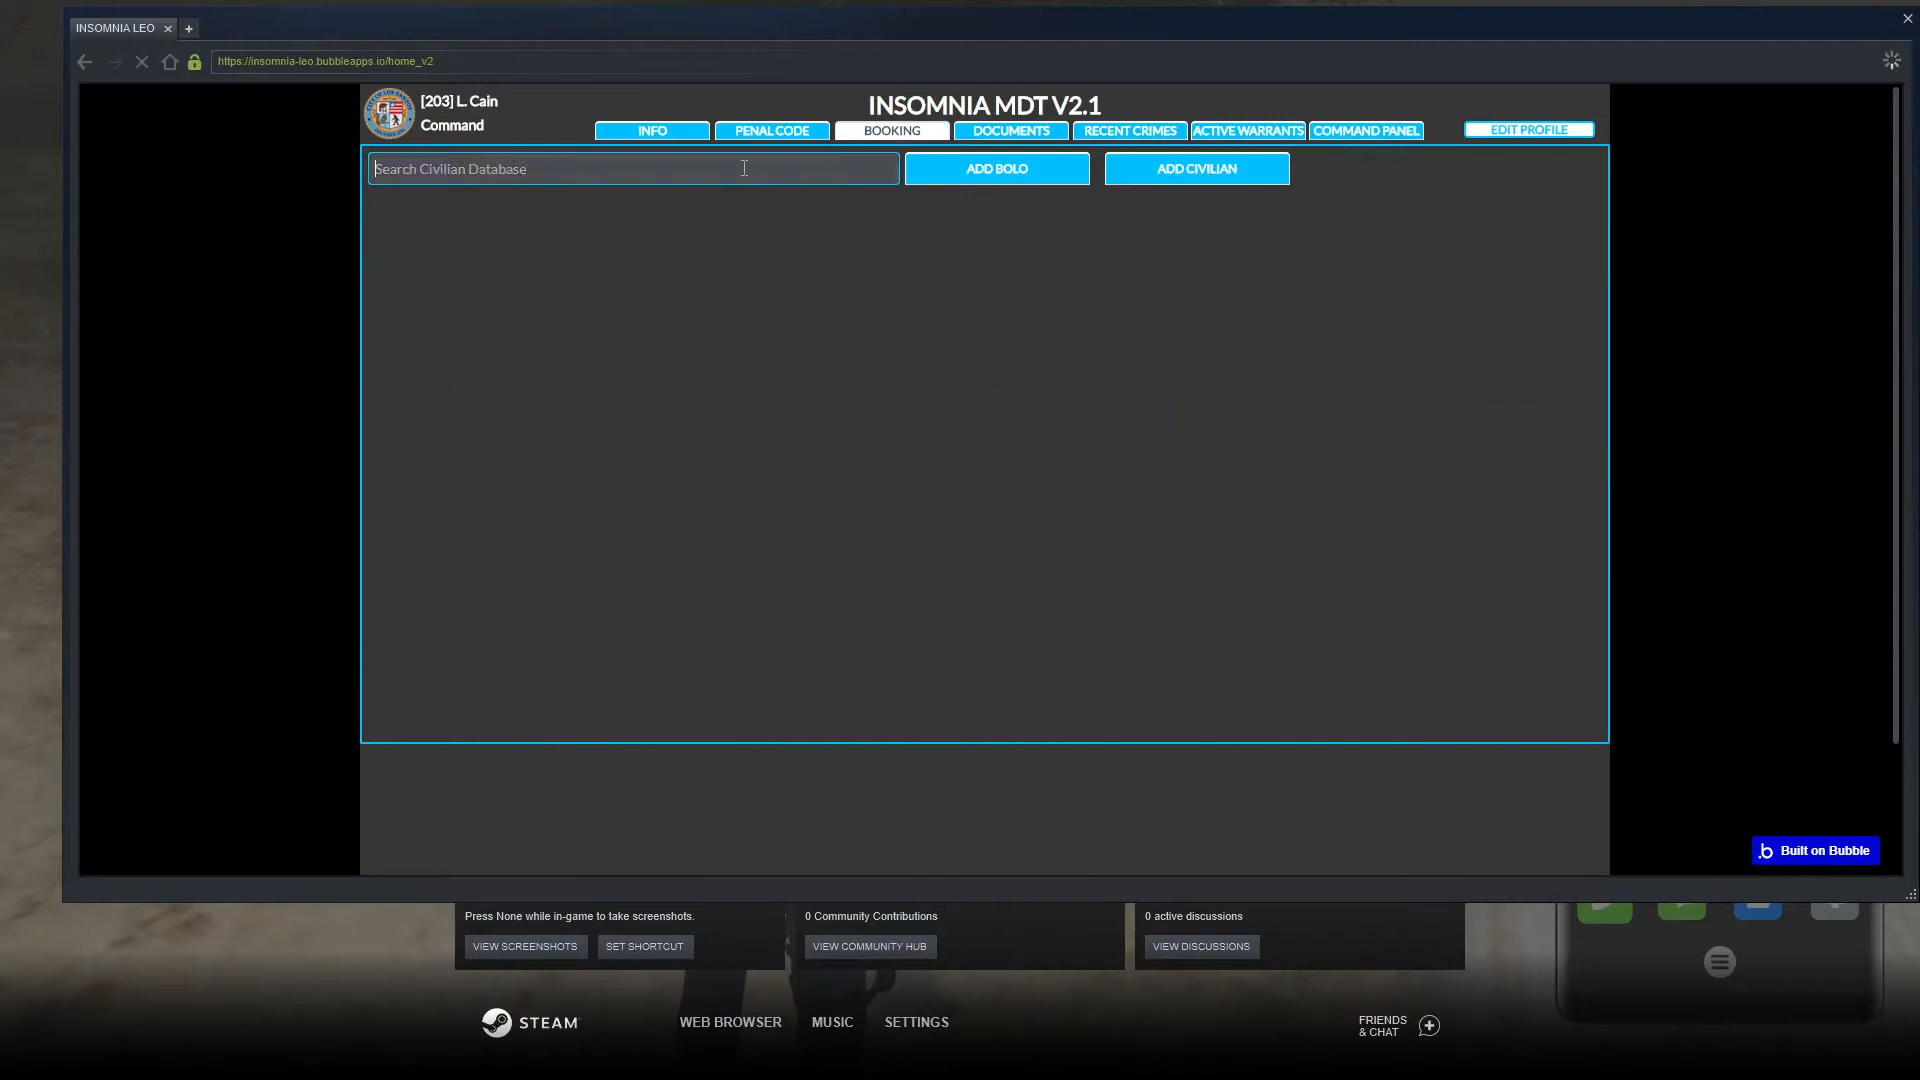 INSOMNIA LEO
https://insomnia-leo.bubbleapps.io/home_v2
[203] L. Cain
Command
INSOMNIA MDT V2.1
INFO
PENAL CODE
BOOKING
DOCUMENTS
RECENT CRIMES
ACTIVE WARRANTS
COMMAND PANEL
EDIT PROFILE
Search Civilian Database
ADD BOLO
ADD CIVILIAN
.b Built on Bubble
Press None while in-game to take screenshots.
0 Community Contributions
0 active discussions
VIEW SCREENSHOTS
SET SHORTCUT
VIEW COMMUNITY HUB
VIEW DISCUSSIONS
STEAM
WEB BROWSER
MUSIC
SETTINGS
FRIENDS
& CHAT